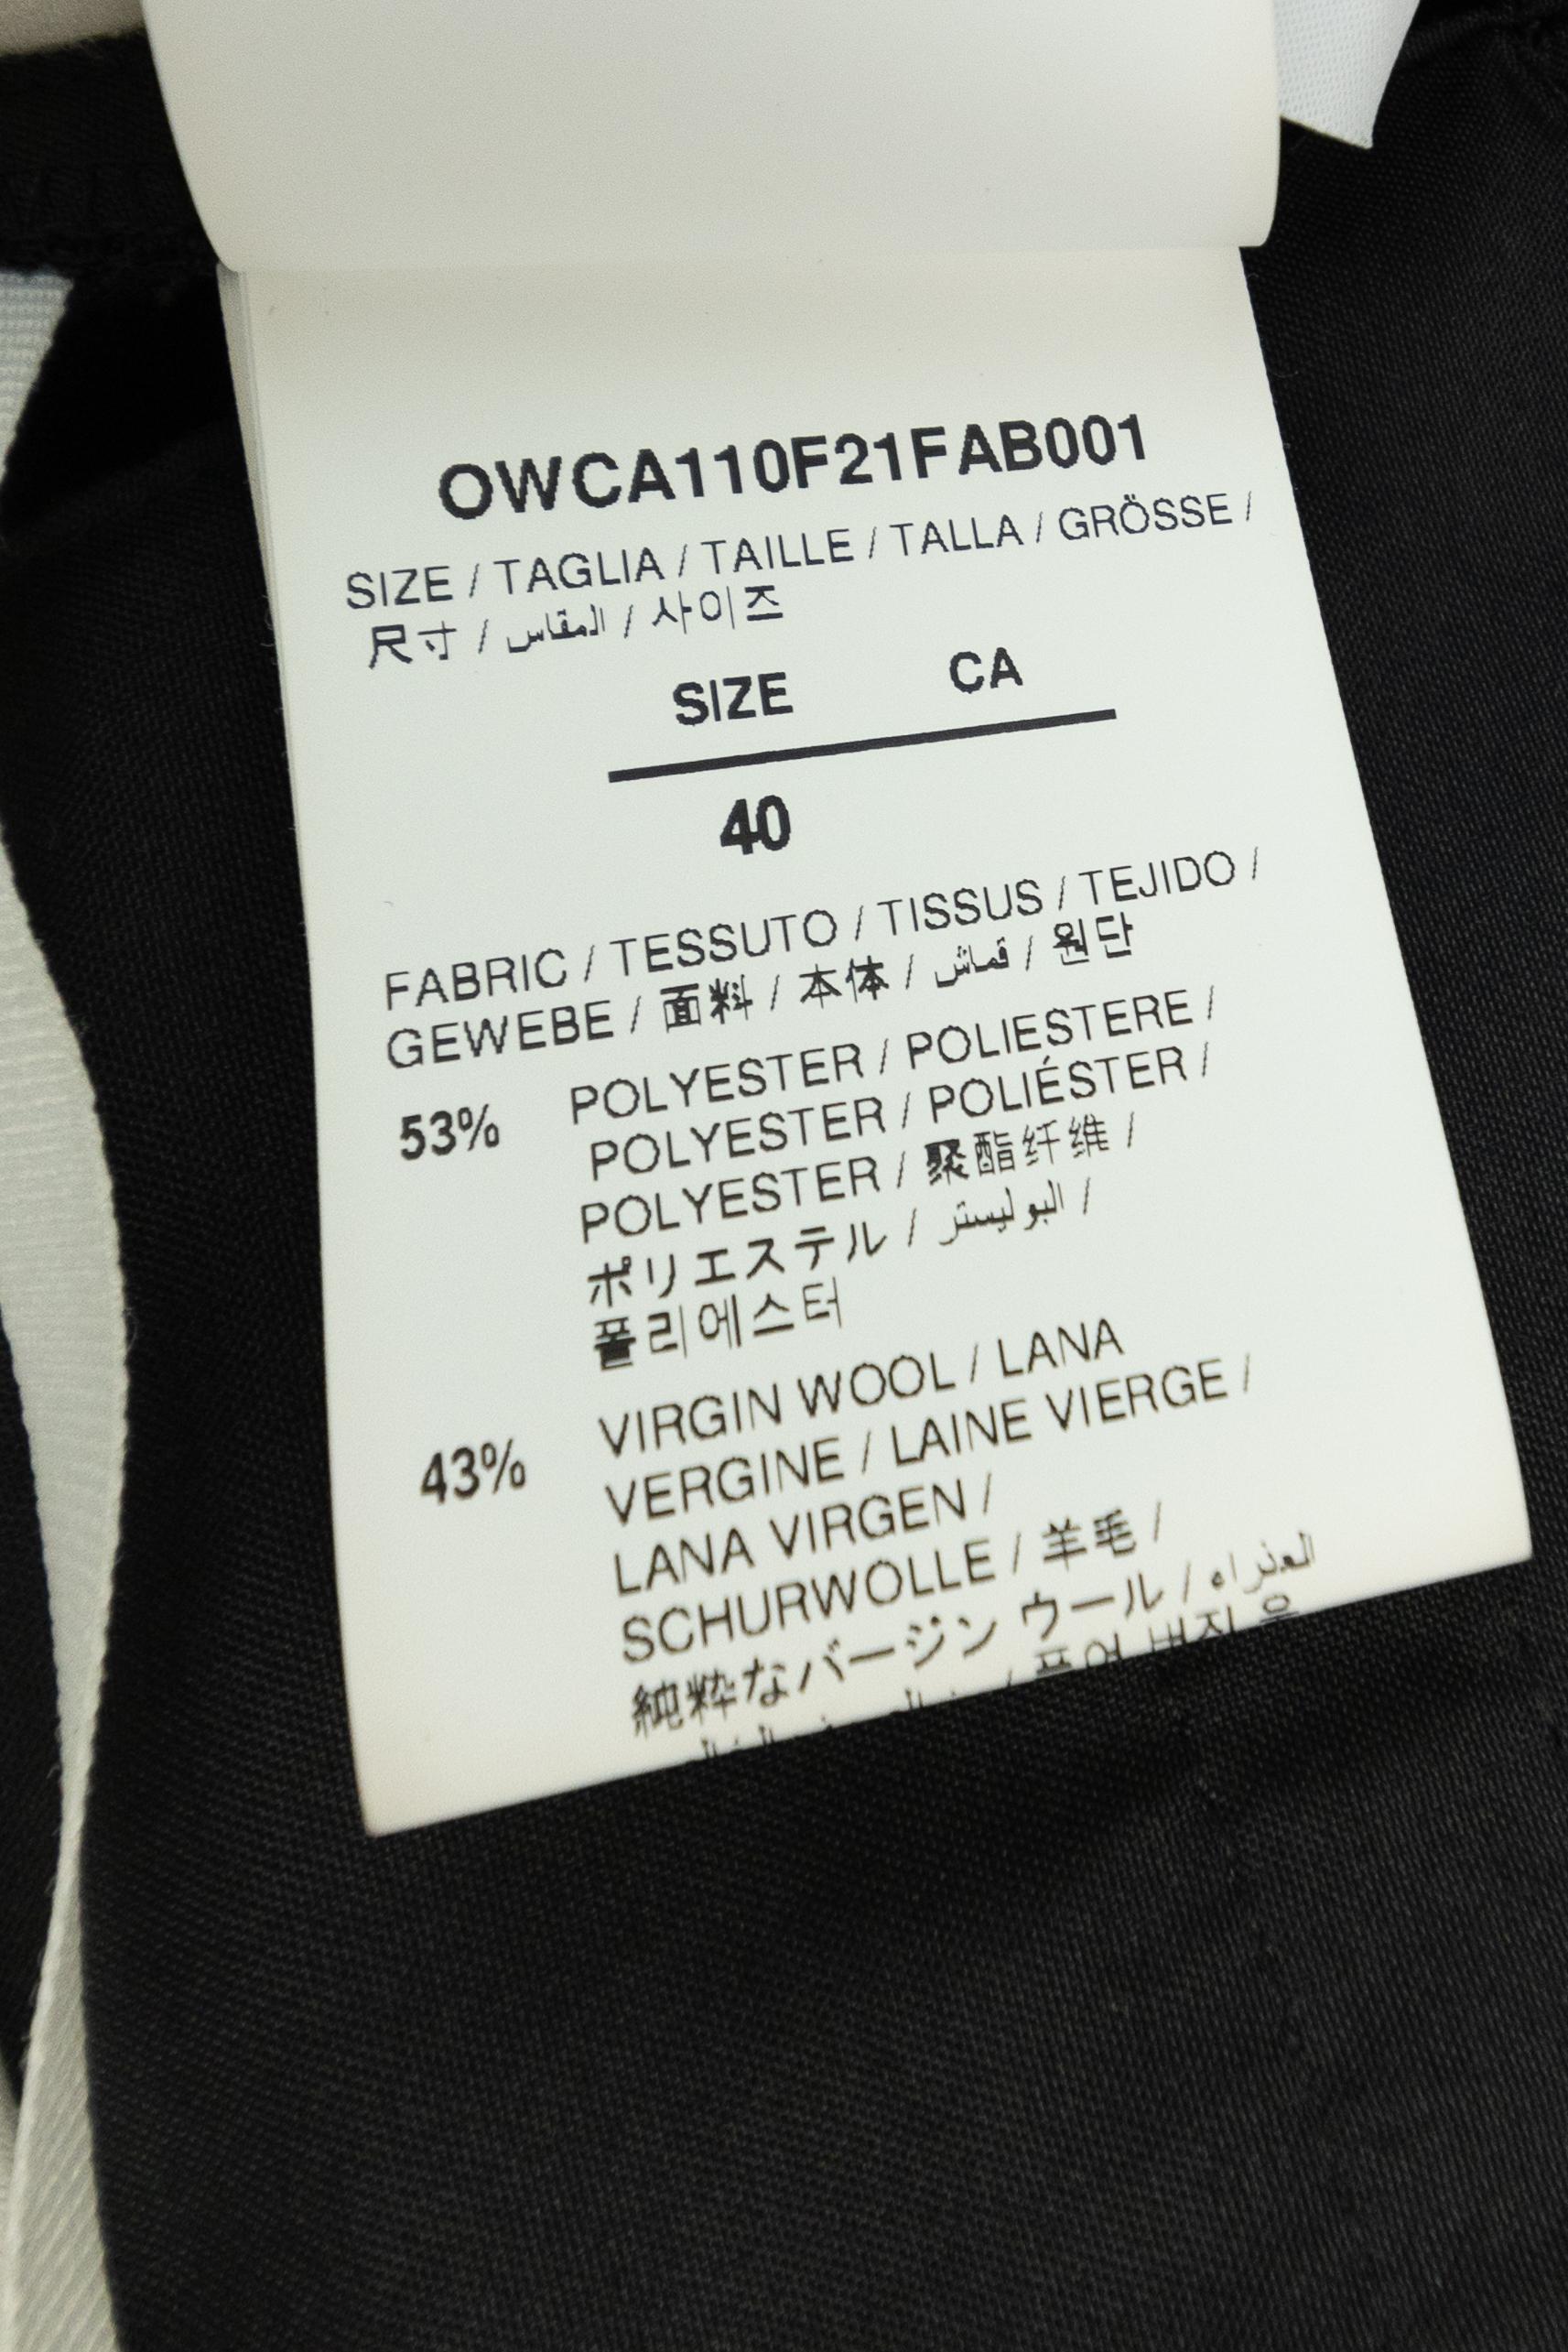 OWCA110F21FAB001
SIZE / TAGLIA / TAILLE / TALLA / GRÖSSE /
尺寸 / المقاس / 사이즈
SIZE CA
40
FABRIC / TESSUTO / TISSUS / TEJIDO /
GEWEBE / 面料 / 本体 / قماش / 원단
53% POLYESTER / POLIESTERE /
POLYESTER / POLIÉSTER /
POLYESTER / 聚酯纤维 /
ポリエステル / البوليستر /
폴리에스터
43% VIRGIN WOOL / LANA
VERGINE / LAINE VIERGE /
LANA VIRGEN /
SCHURWOLLE / 羊毛 /
純粋なバージン ウール / العذراء